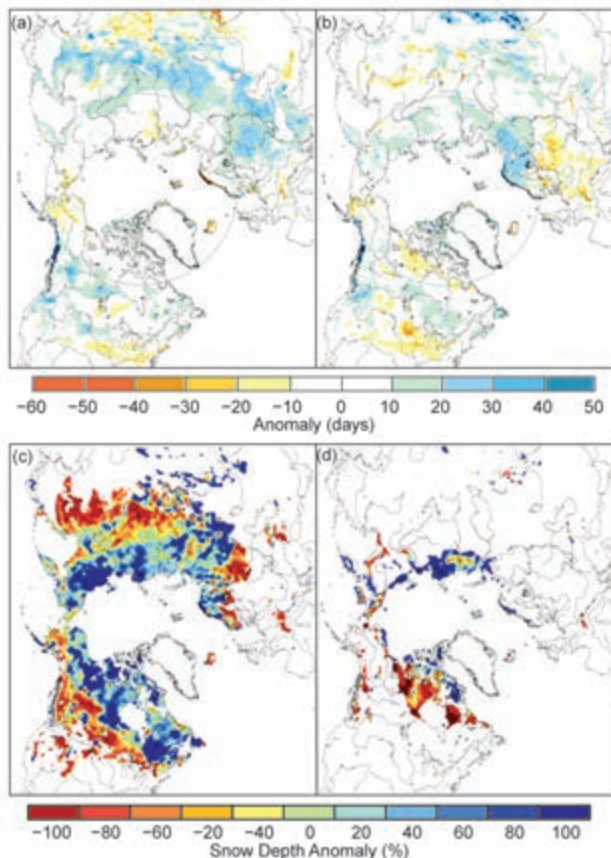 (a)
(b)
−60 −50 −40 −30 −20 −10 0 10 20 30 40 50
Anomaly (days)
(c)
(d)
−100 −80 −60 −20 −40 0 20 40 60 80 100
Snow Depth Anomaly (%)